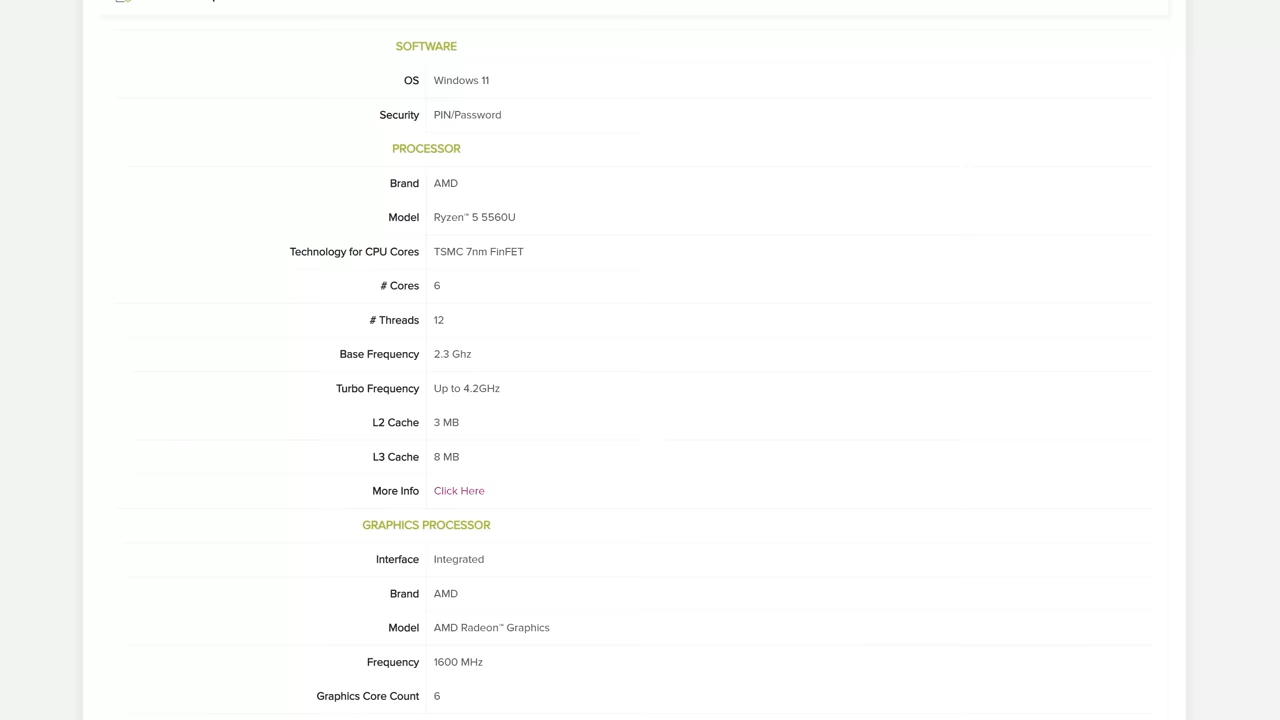 SOFTWARE
OS Windows 11
Security PIN/Password
PROCESSOR
Brand AMD
Model Ryzen™ 5 5560U
Technology for CPU Cores TSMC 7nm FinFET
# Cores 6
# Threads 12
Base Frequency 2.3 Ghz
Turbo Frequency Up to 4.2GHz
L2 Cache 3 MB
L3 Cache 8 MB
More Info Click Here
GRAPHICS PROCESSOR
Interface Integrated
Brand AMD
Model AMD Radeon™ Graphics
Frequency 1600 MHz
Graphics Core Count 6